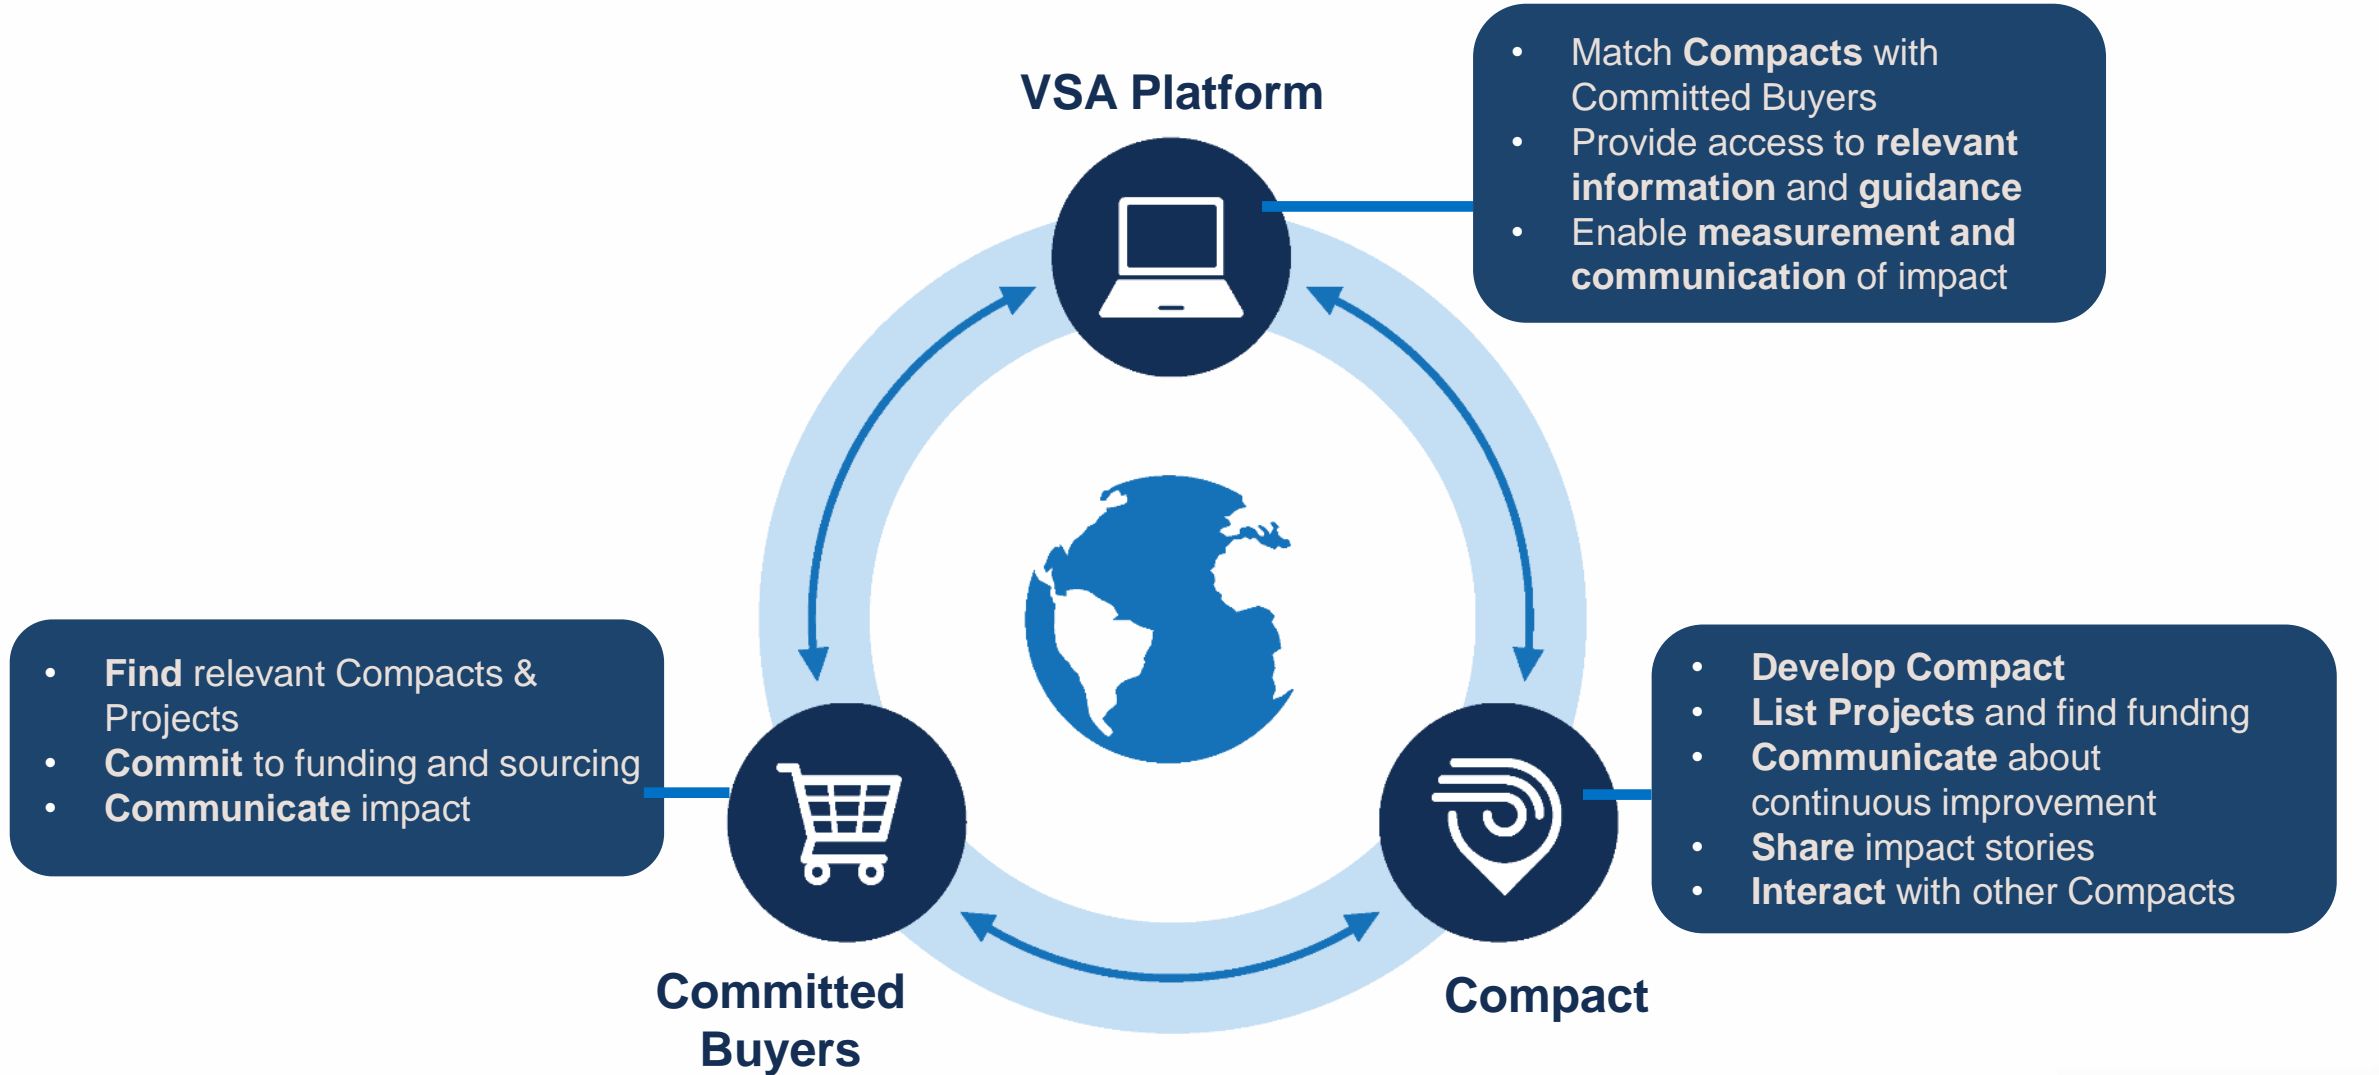 VSA Platform
• Match Compacts with
Committed Buyers
• Provide access to relevant
information and guidance
• Enable measurement and
communication of impact
• Find relevant Compacts &
Projects
• Commit to funding and sourcing
• Communicate impact
• Develop Compact
• List Projects and find funding
• Communicate about
continuous improvement
• Share impact stories
• Interact with other Compacts
Committed
Buyers
Compact